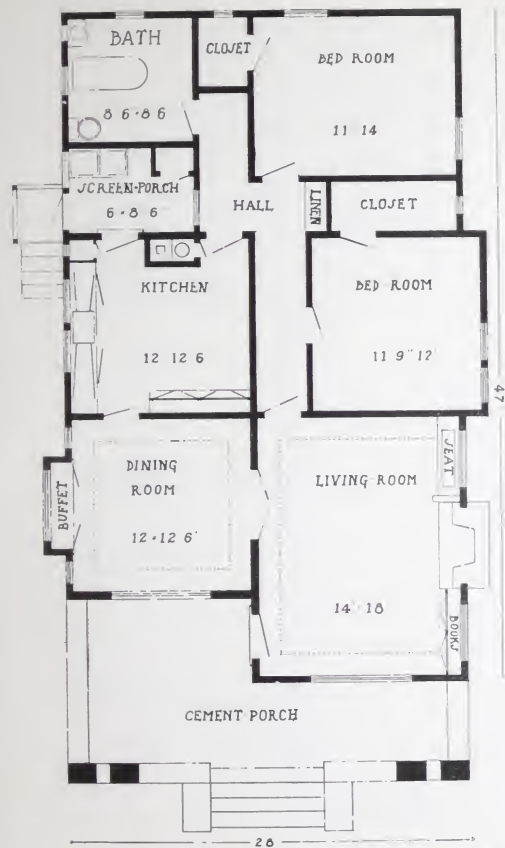 BATH
8 6 · 8 6
CLOSET
BED ROOM
11 · 14
SCREEN-PORCH
6 · 8 6
HALL
LINEN
CLOSET
KITCHEN
12 12 6
BED ROOM
11 9" 12'
47
DINING
ROOM
12 · 12 6'
BUFFET
LIVING ROOM
14' · 18
SEAT
BOOKS
CEMENT PORCH
28